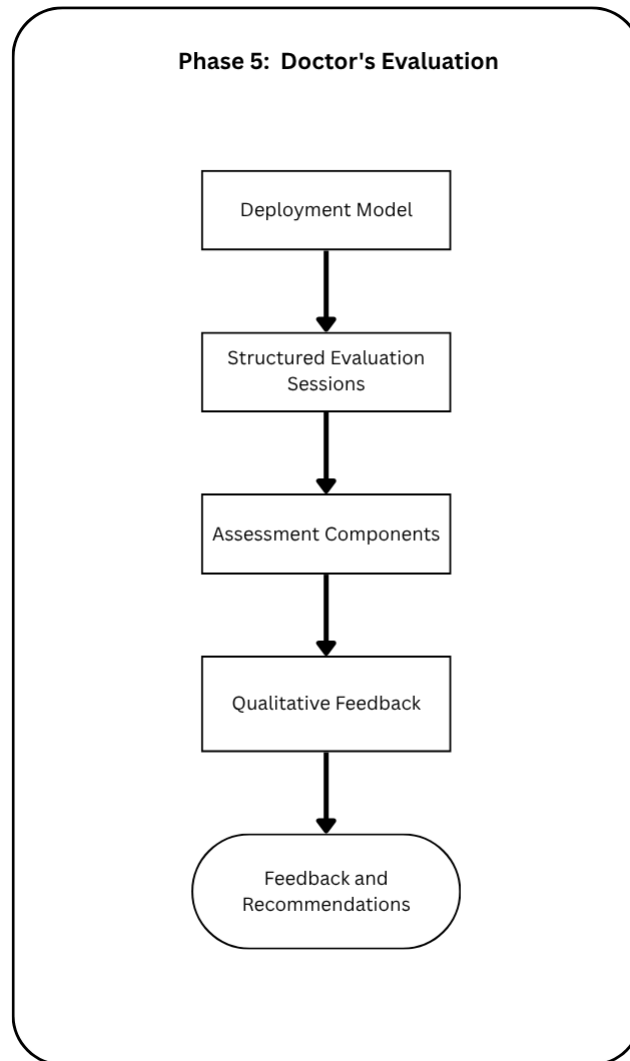 Phase 5:  Doctor's Evaluation
Deployment Model
Structured Evaluation
Sessions
Assessment Components
Qualitative Feedback
Feedback and
Recommendations